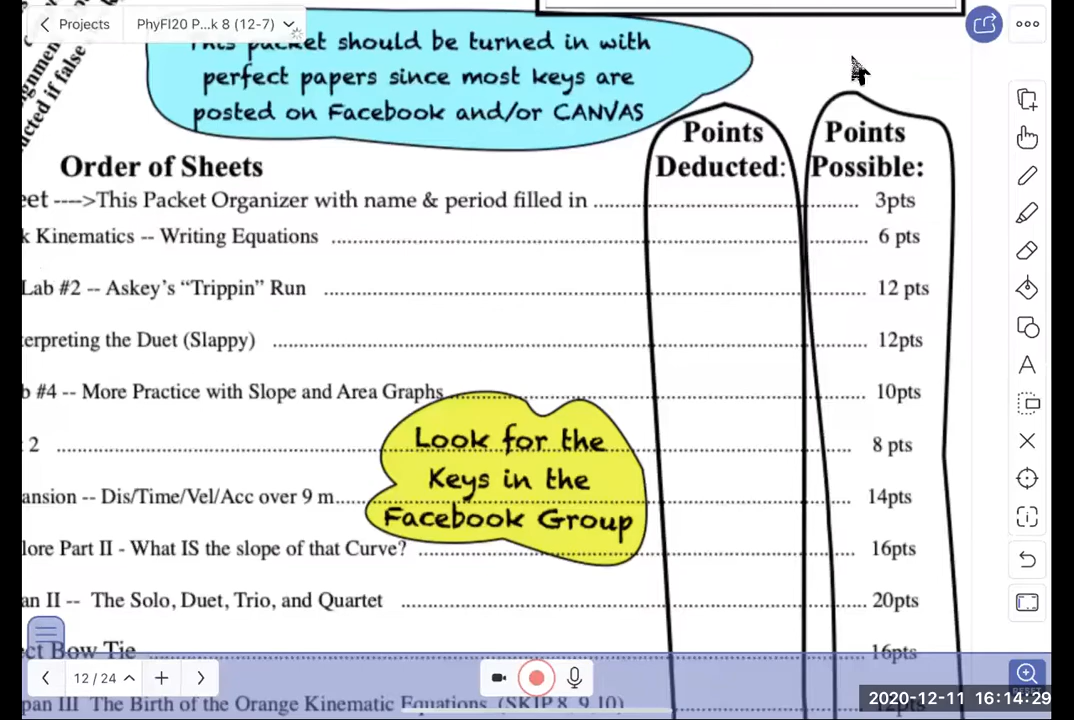 Projects
PhyFl20 P...k 8 (12-7)
This packet should be turned in with
perfect papers since most keys are
posted on Facebook and/or CANVAS
cted if false
Points
Deducted:
Points
Possible:
Order of Sheets
eet ---->This Packet Organizer with name & period filled in ........ 3pts
k Kinematics -- Writing Equations ........ 6 pts
Lab #2 -- Askey's “Trippin” Run ........ 12 pts
terpreting the Duet (Slappy) ........ 12pts
b #4 -- More Practice with Slope and Area Graphs ........ 10pts
Look for the
Keys in the
Facebook Group
2 ........ 8 pts
ansion -- Dis/Time/Vel/Acc over 9 m ........ 14pts
lore Part II - What IS the slope of that Curve? ........ 16pts
an II -- The Solo, Duet, Trio, and Quartet ........ 20pts
ect Bow Tie ........ 16pts
pan III The Birth of the Orange Kinematic Equations (SKIP 8, 9, 10) 12pts
12 / 24
2020-12-11 16:14:29